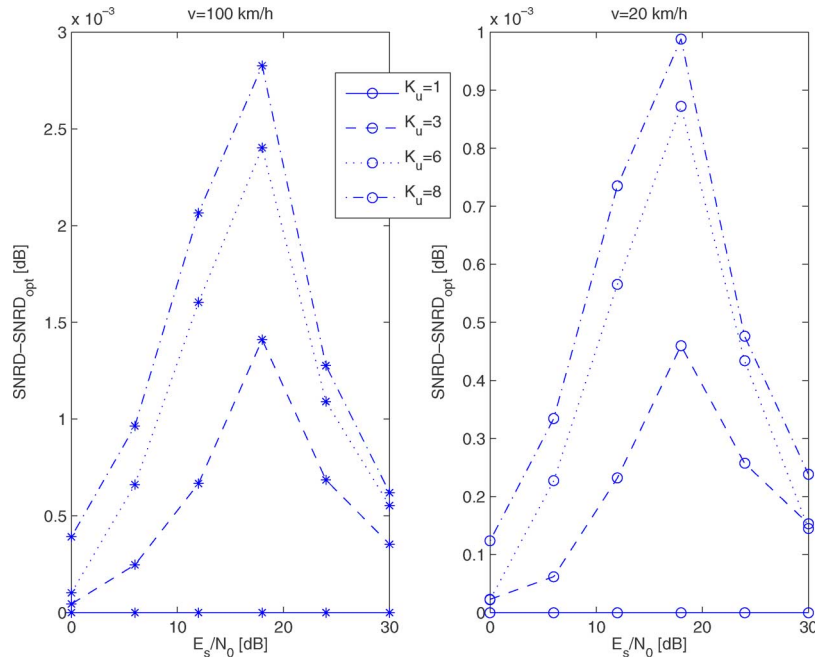 v=100 km/h
x 10⁻³
3
2.5
2
1.5
1
0.5
0
0 10 20 30
E_s/N_0 [dB]
SNRD−SNRD_opt [dB]
K_u=1
K_u=3
K_u=6
K_u=8
v=20 km/h
x 10⁻³
1
0.9
0.8
0.7
0.6
0.5
0.4
0.3
0.2
0.1
0
0 10 20 30
E_s/N_0 [dB]
SNRD−SNRD_opt [dB]